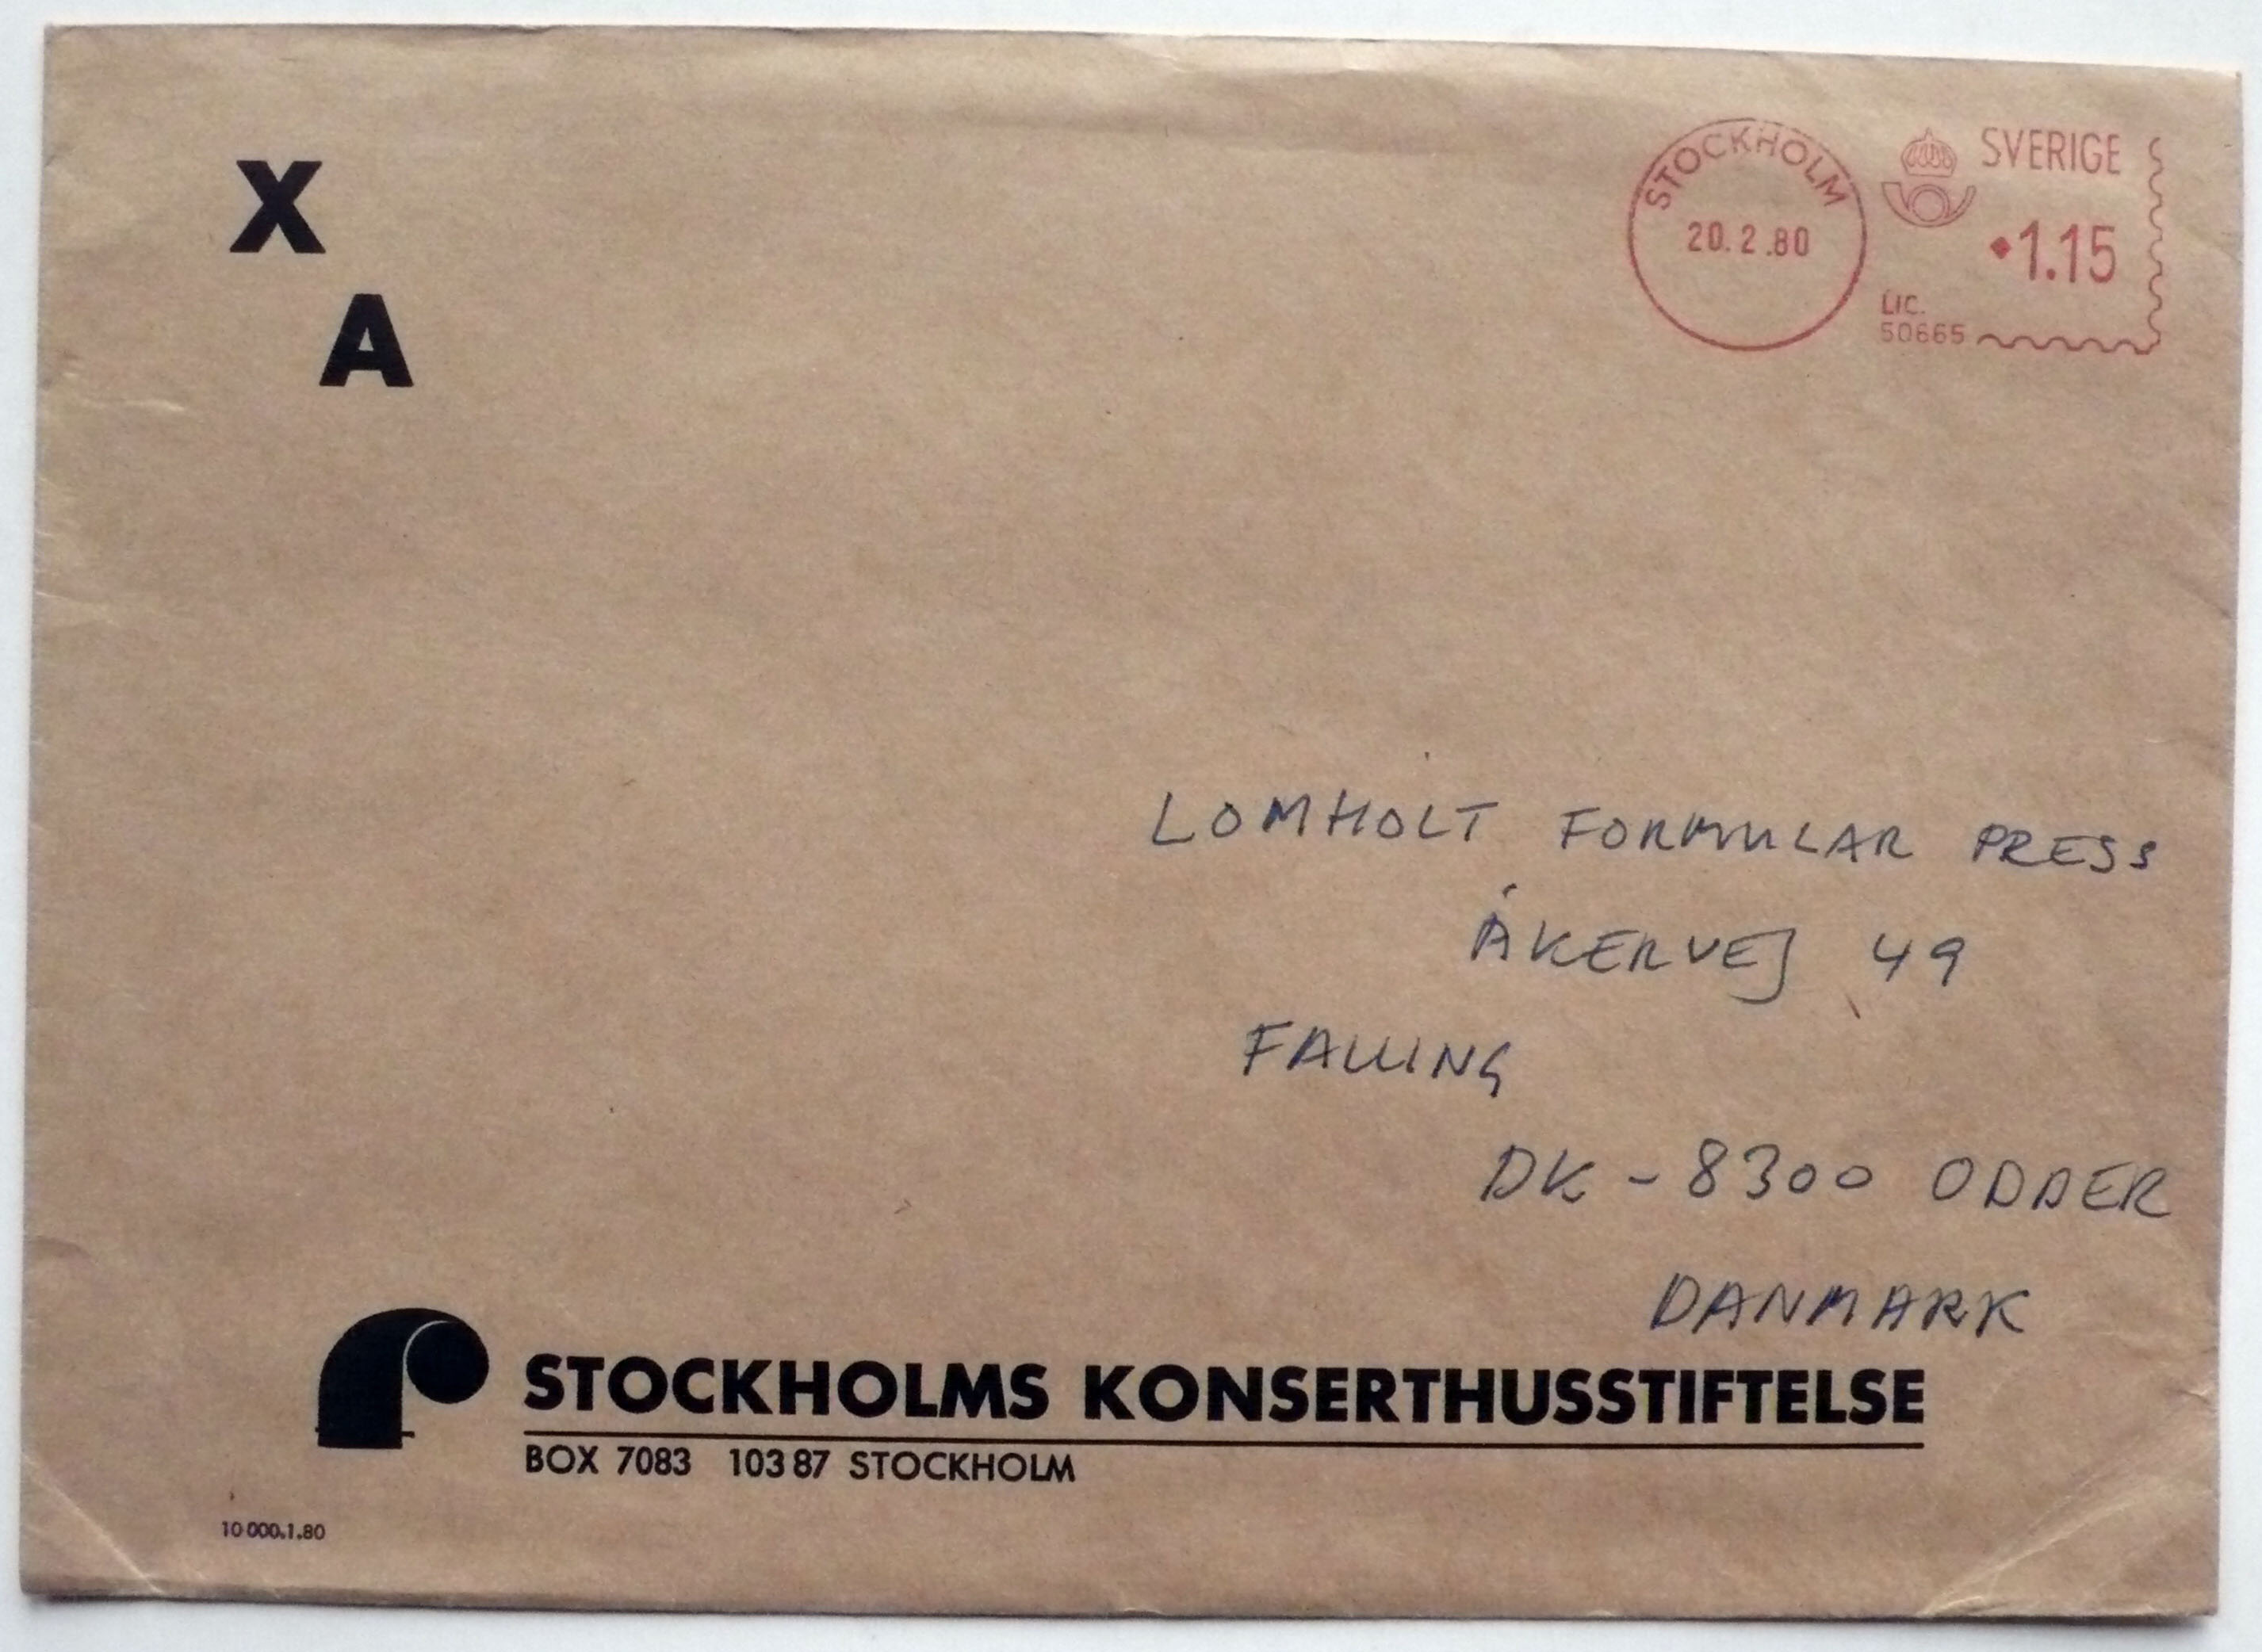 X
A
STOCKHOLM
20.2.80
SVERIGE
1.15
LIC.
50665
LOMHOLT FORMULAR PRESS
ÅKERVEJ 49
FALLING
DK - 8300 ODDER
DANMARK
STOCKHOLMS KONSERTHUSSTIFTELSE
BOX 7083 103 87 STOCKHOLM
10 000.1.80